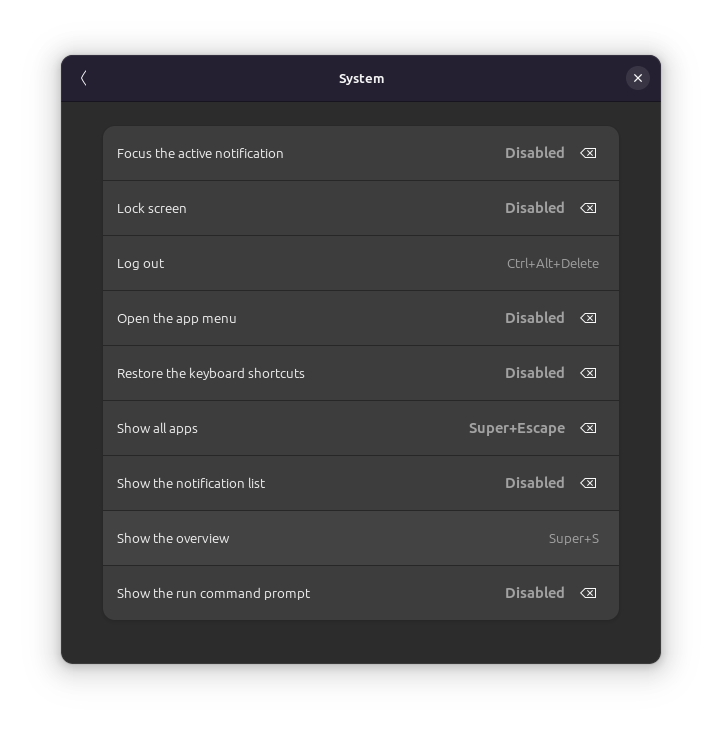 System
Focus the active notification Disabled
Lock screen Disabled
Log out Ctrl+Alt+Delete
Open the app menu Disabled
Restore the keyboard shortcuts Disabled
Show all apps Super+Escape
Show the notification list Disabled
Show the overview Super+S
Show the run command prompt Disabled